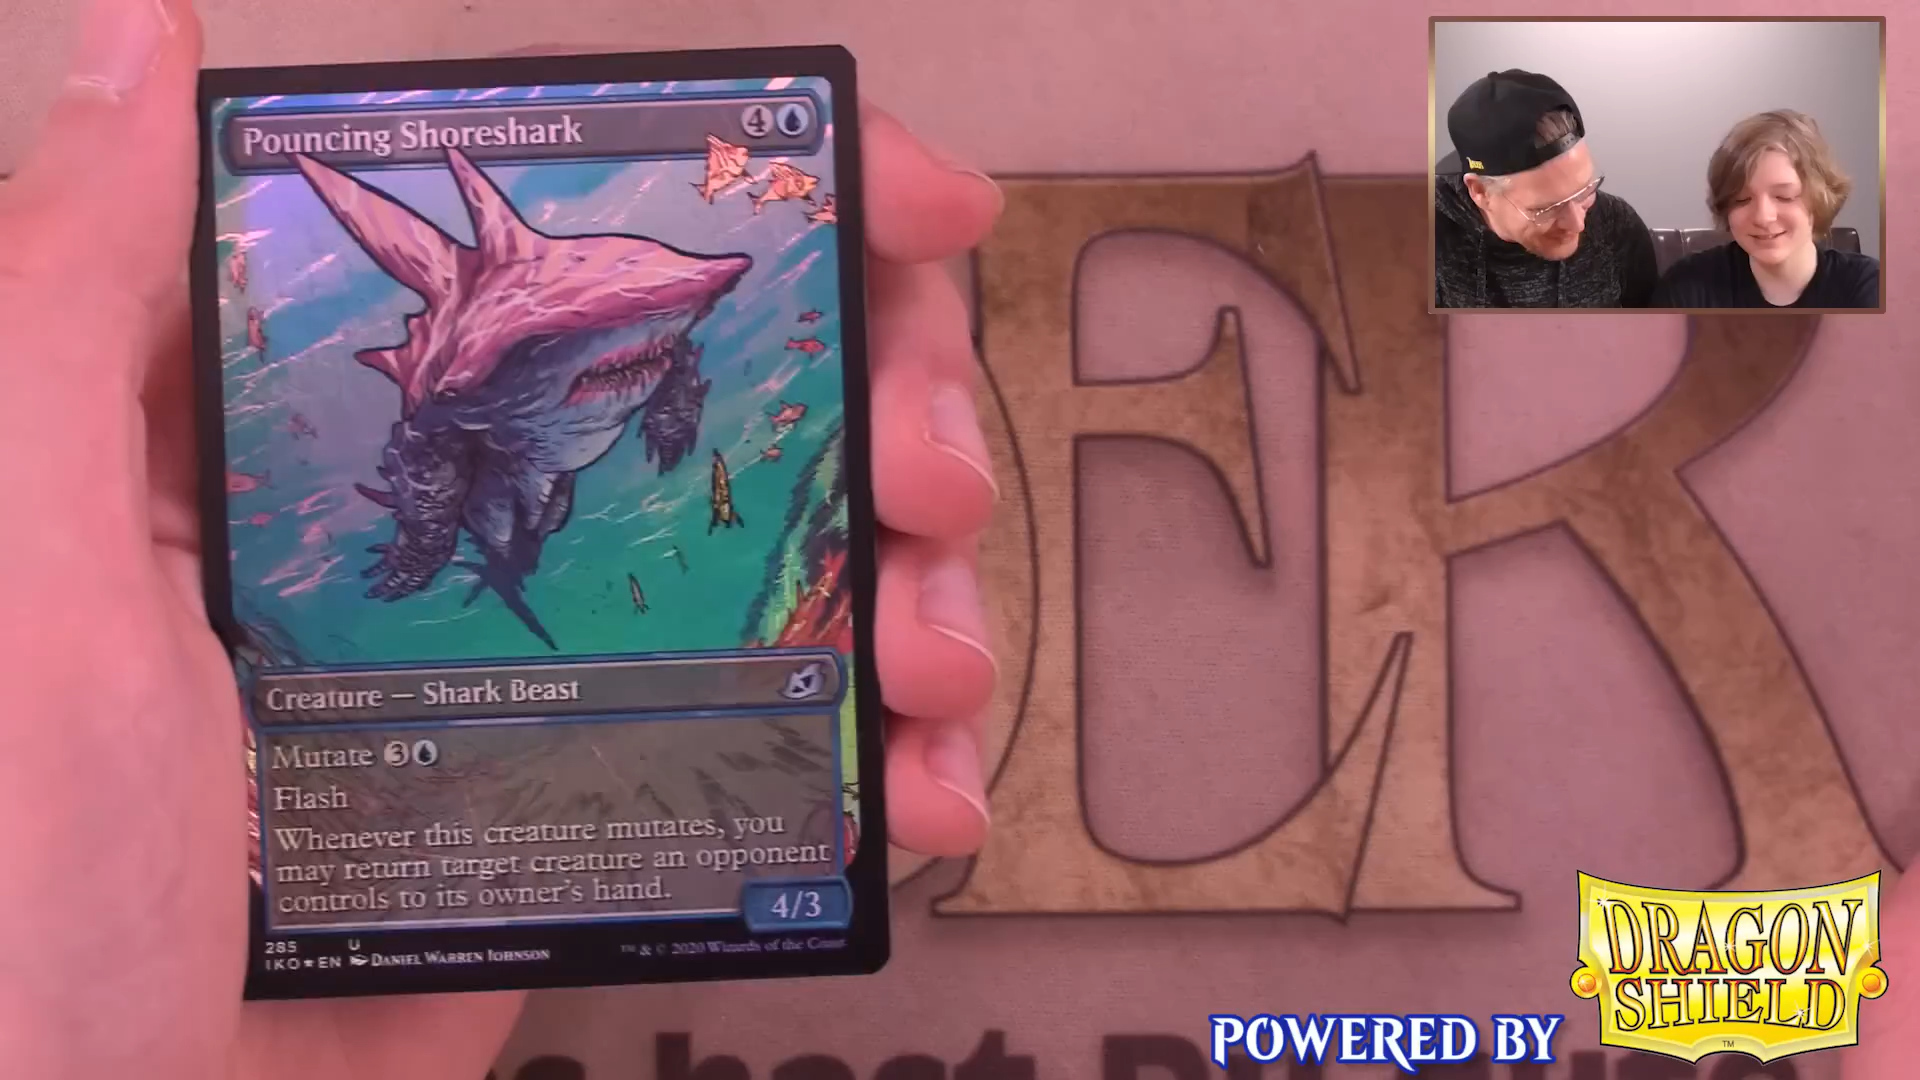 Pouncing Shoreshark 4
Creature — Shark Beast
Mutate 3
Flash
Whenever this creature mutates, you
may return target creature an opponent
controls to its owner's hand.
4/3
285 U
IKO★EN DANIEL WARREN JOHNSON
™ & © 2020 Wizards of the Coast
ER
POWERED BY
DRAGON
SHIELD
TM